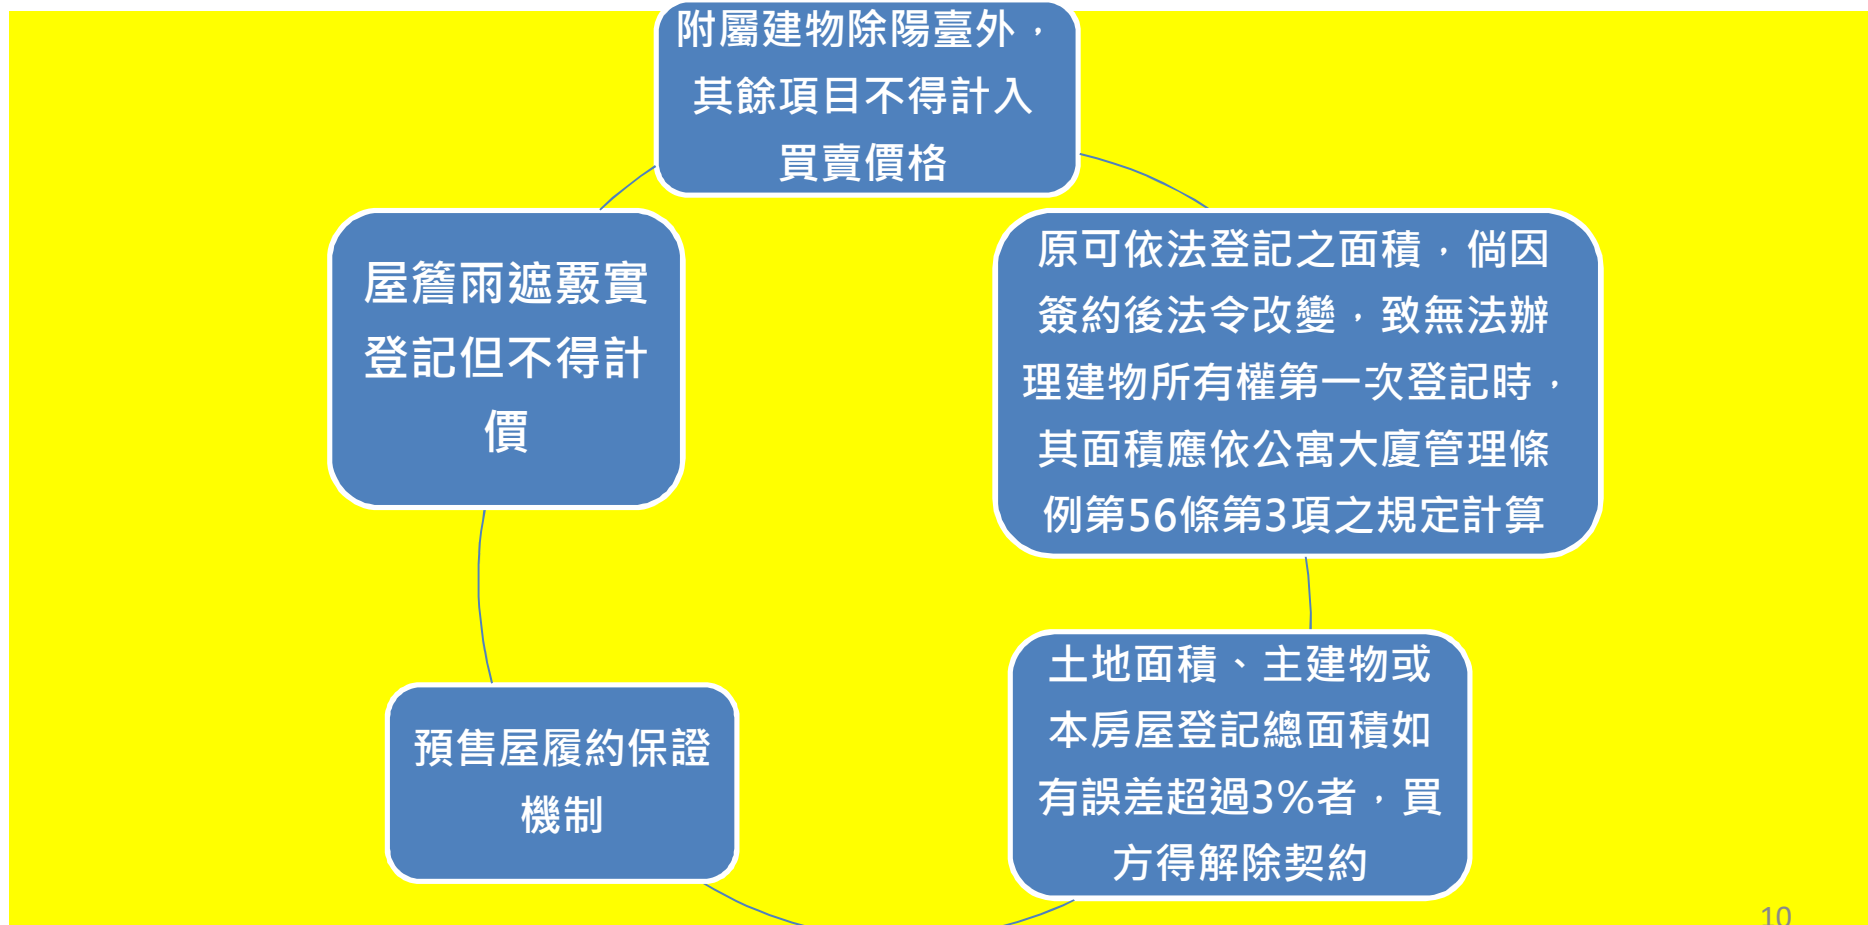 附屬建物除陽臺外，
其餘項目不得計入
買賣價格
原可依法登記之面積，倘因
簽約後法令改變，致無法辦
理建物所有權第一次登記時，
其面積應依公寓大廈管理條
例第56條第3項之規定計算
土地面積、主建物或
本房屋登記總面積如
有誤差超過3%者，買
方得解除契約
預售屋履約保證
機制
屋簷雨遮覈實
登記但不得計
價
10